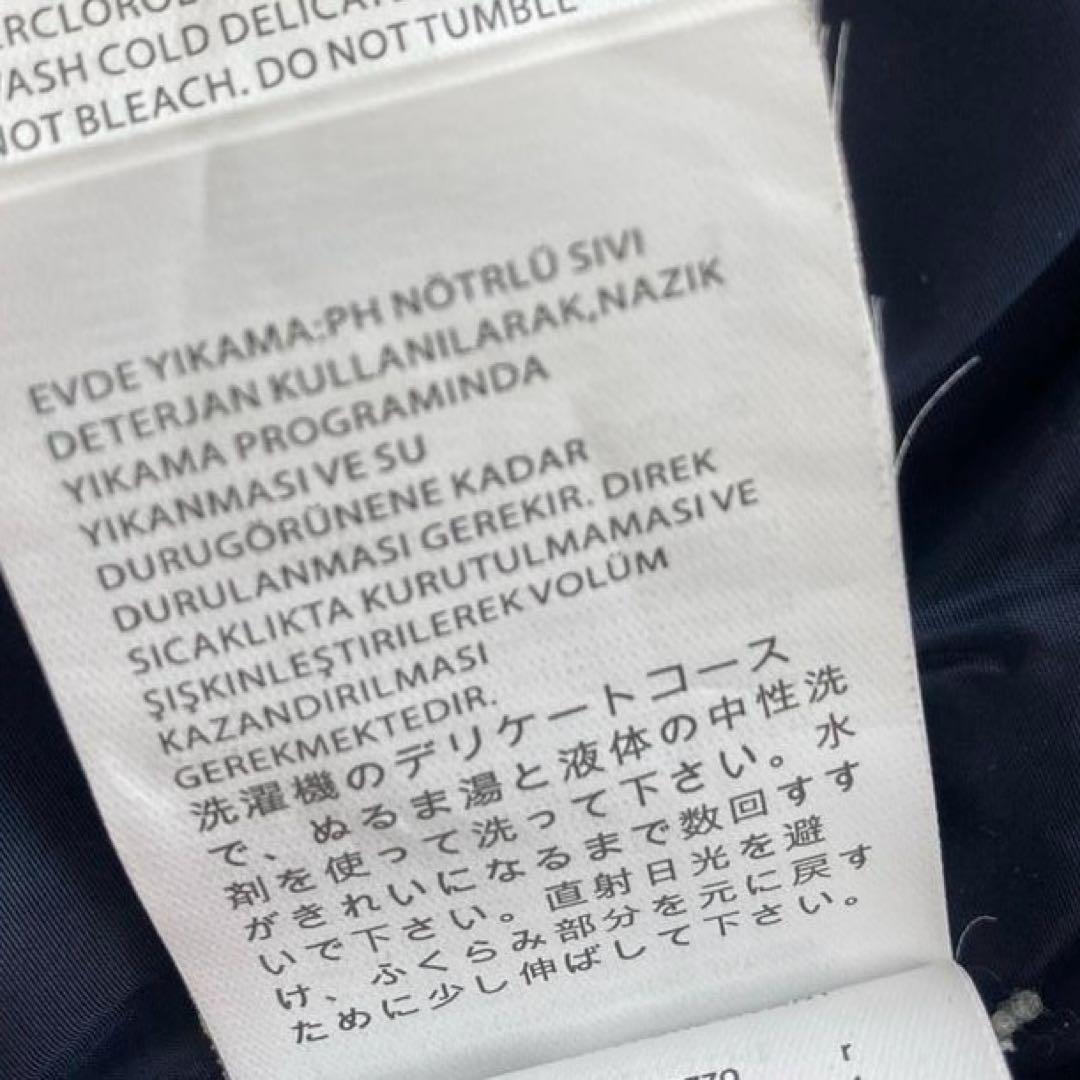 ASH COLD DELICA
NOT BLEACH. DO NOT TUMBLE
EVDE YIKAMA:PH NÖTRLÜ SIVI
DETERJAN KULLANILARAK,NAZIK
YIKAMA PROGRAMINDA
YIKANMASI VE SU
DURUGÖRÜNENE KADAR
DURULANMASI GEREKIR. DIREK
SICAKLIKTA KURUTULMAMASI VE
ŞIŞKINLEŞTIRILEREK VOLÜM
KAZANDIRILMASI
GEREKMEKTEDIR.
洗濯機のデリケートコース
で、ぬるま湯と液体の中性洗
剤を使って洗って下さい。水
がきれいになるまで数回すす
いで下さい。直射日光を避
け、ふくらみ部分を元に戻す
ために少し伸ばして下さい。